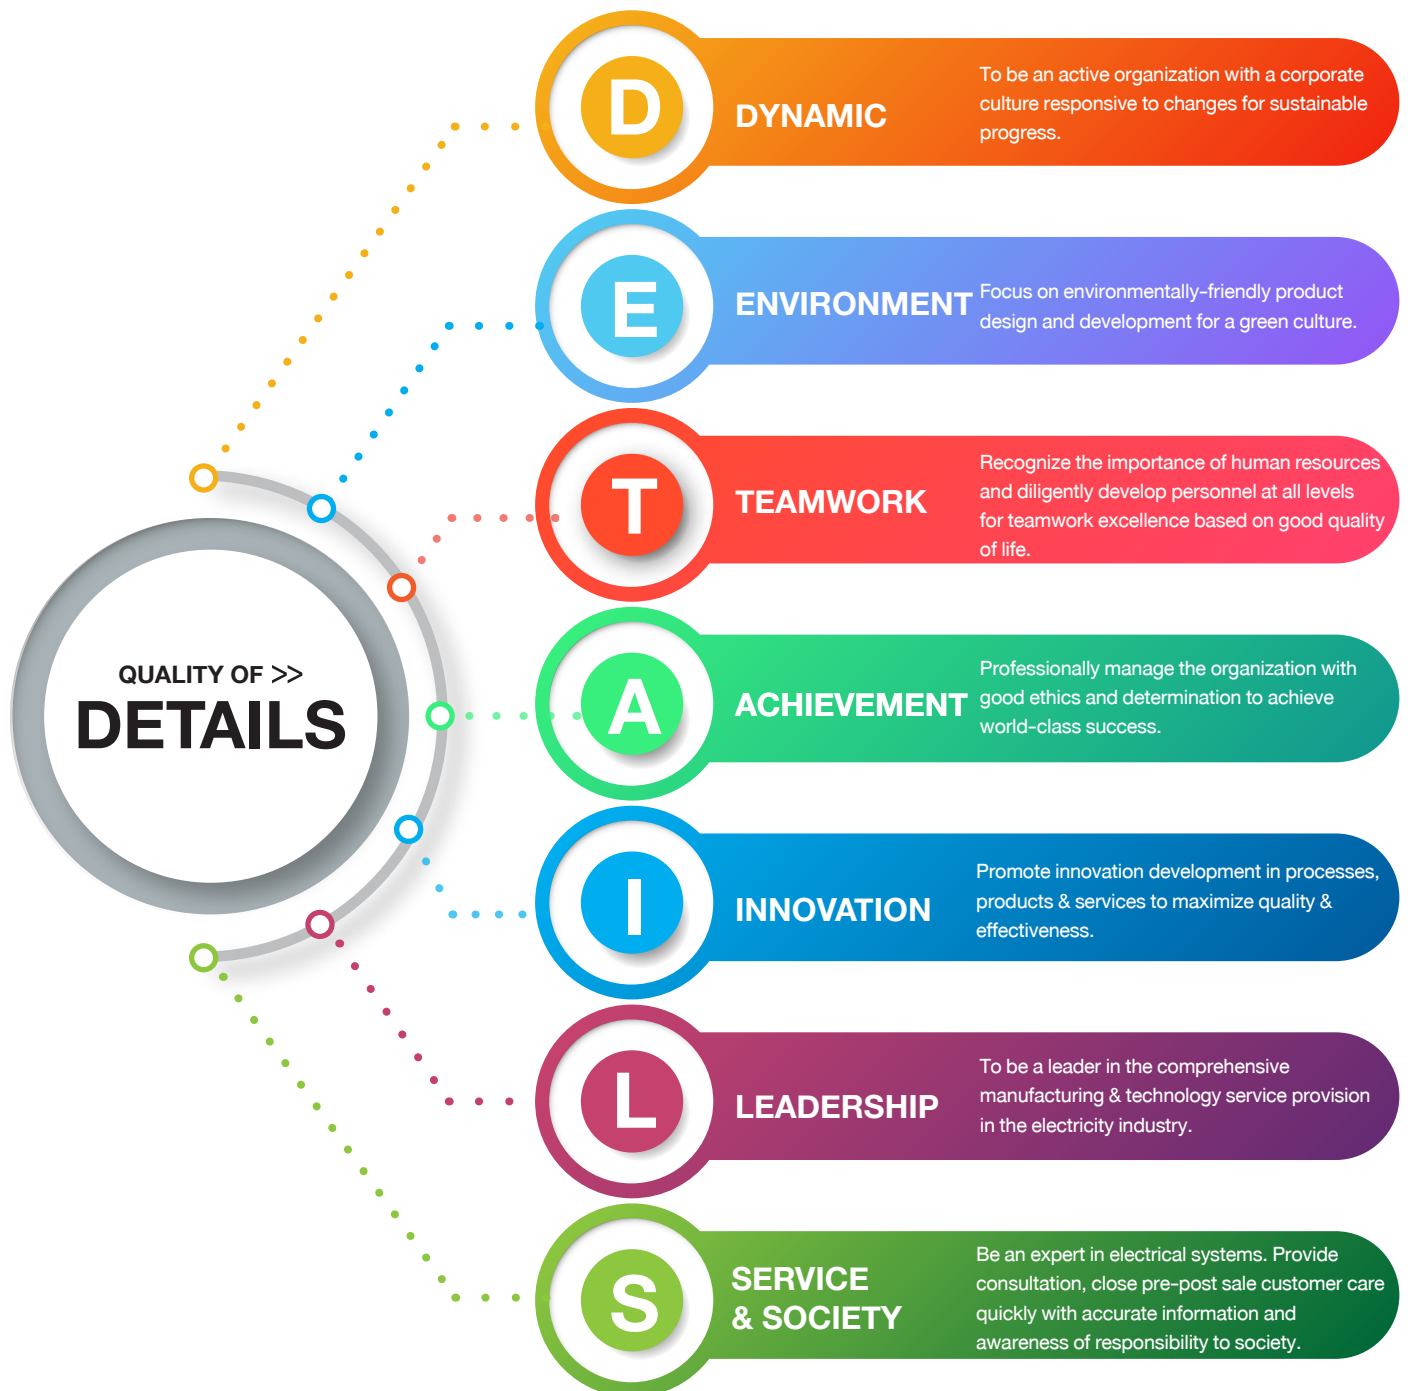 QUALITY OF >>
DETAILS
D
DYNAMIC
To be an active organization with a corporate
culture responsive to changes for sustainable
progress.
E
ENVIRONMENT
Focus on environmentally-friendly product
design and development for a green culture.
T
TEAMWORK
Recognize the importance of human resources
and diligently develop personnel at all levels
for teamwork excellence based on good quality
of life.
A
ACHIEVEMENT
Professionally manage the organization with
good ethics and determination to achieve
world-class success.
I
INNOVATION
Promote innovation development in processes,
products & services to maximize quality &
effectiveness.
L
LEADERSHIP
To be a leader in the comprehensive
manufacturing & technology service provision
in the electricity industry.
S
SERVICE
& SOCIETY
Be an expert in electrical systems. Provide
consultation, close pre-post sale customer care
quickly with accurate information and
awareness of responsibility to society.